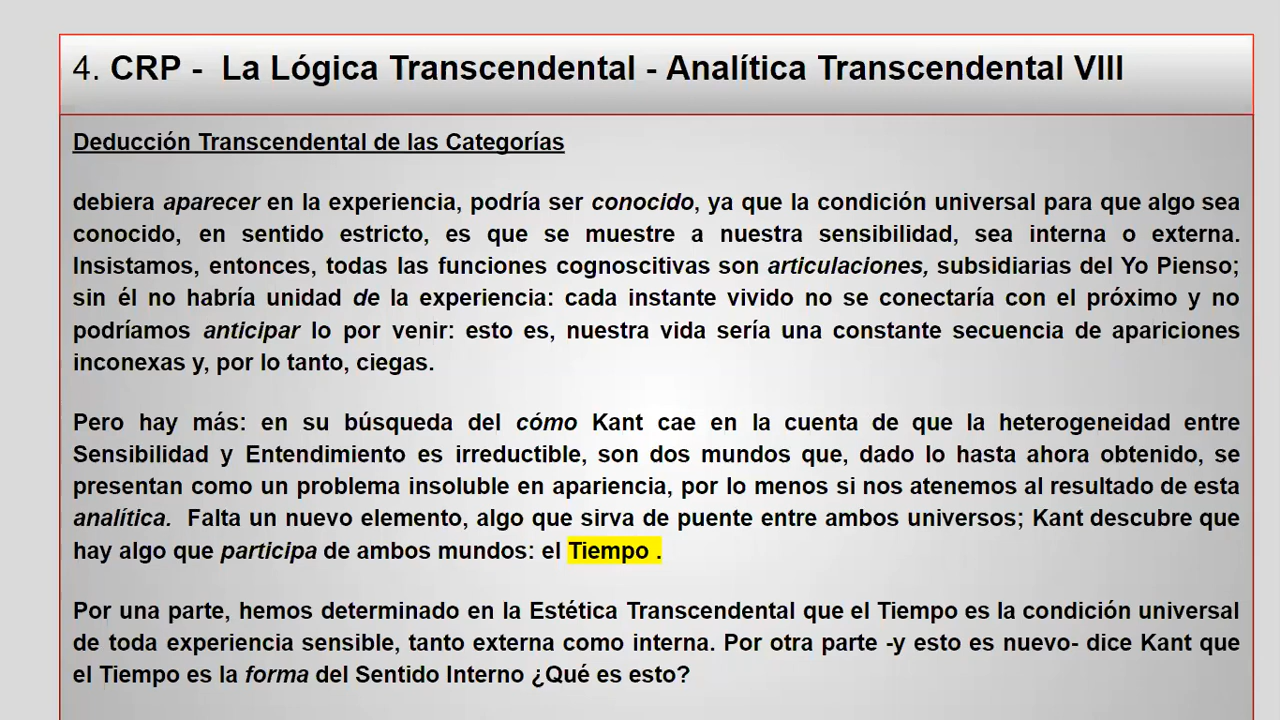 4. CRP - La Lógica Transcendental - Analítica Transcendental VIII
Deducción Transcendental de las Categorías
debiera aparecer en la experiencia, podría ser conocido, ya que la condición universal para que algo sea
conocido, en sentido estricto, es que se muestre a nuestra sensibilidad, sea interna o externa.
Insistamos, entonces, todas las funciones cognoscitivas son articulaciones, subsidiarias del Yo Pienso;
sin él no habría unidad de la experiencia: cada instante vivido no se conectaría con el próximo y no
podríamos anticipar lo por venir: esto es, nuestra vida sería una constante secuencia de apariciones
inconexas y, por lo tanto, ciegas.
Pero hay más: en su búsqueda del cómo Kant cae en la cuenta de que la heterogeneidad entre
Sensibilidad y Entendimiento es irreductible, son dos mundos que, dado lo hasta ahora obtenido, se
presentan como un problema insoluble en apariencia, por lo menos si nos atenemos al resultado de esta
analítica. Falta un nuevo elemento, algo que sirva de puente entre ambos universos; Kant descubre que
hay algo que participa de ambos mundos: el Tiempo .
Por una parte, hemos determinado en la Estética Transcendental que el Tiempo es la condición universal
de toda experiencia sensible, tanto externa como interna. Por otra parte -y esto es nuevo- dice Kant que
el Tiempo es la forma del Sentido Interno ¿Qué es esto?